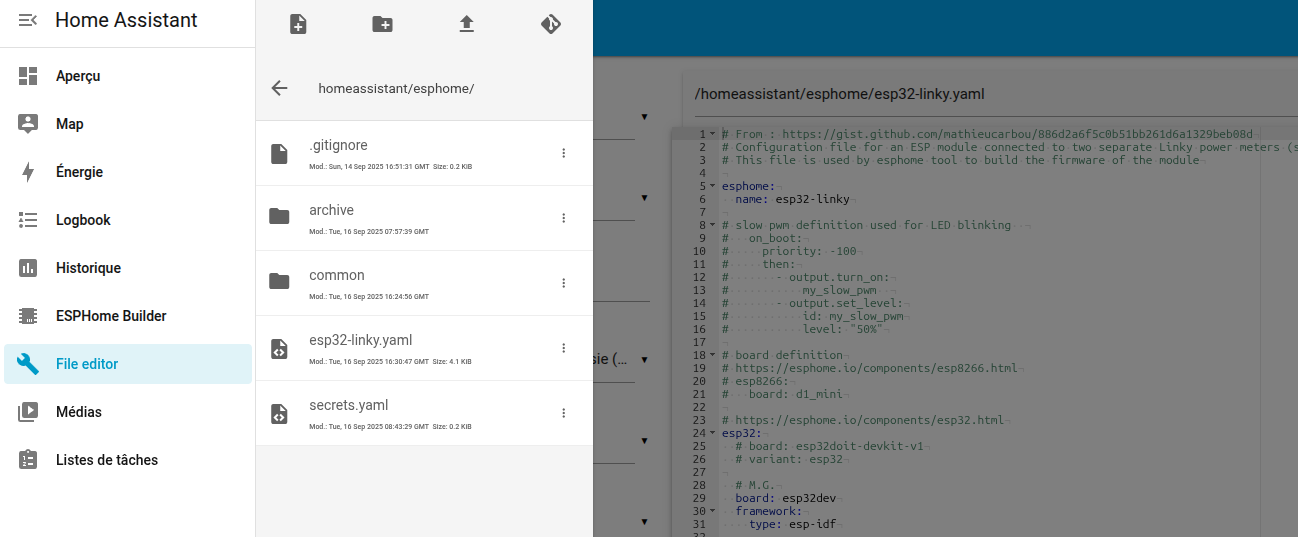 Home Assistant
Aperçu
Map
Énergie
Logbook
Historique
ESPHome Builder
File editor
Médias
Listes de tâches
homeassistant/esphome/
.gitignore
Mod.: Sun, 14 Sep 2025 16:51:31 GMT Size: 0.2 KiB
archive
Mod.: Tue, 16 Sep 2025 07:57:39 GMT
common
Mod.: Tue, 16 Sep 2025 16:24:56 GMT
esp32-linky.yaml
Mod.: Tue, 16 Sep 2025 16:30:47 GMT Size: 4.1 KiB
secrets.yaml
Mod.: Tue, 16 Sep 2025 08:43:29 GMT Size: 0.2 KiB
sie (...
/homeassistant/esphome/esp32-linky.yaml
1 # From : https://gist.github.com/mathieucarbou/886d2a6f5c0b51bb261d6a1329beb08d
2 # Configuration file for an ESP module connected to two separate Linky power meters (s
3 # This file is used by esphome tool to build the firmware of the module
4
5 esphome:
6 name: esp32-linky
7
8 # slow pwm definition used for LED blinking
9 # on_boot:
10 # priority: -100
11 # then:
12 # - output.turn_on:
13 # my_slow_pwm
14 # - output.set_level:
15 # id: my_slow_pwm
16 # level: "50%"
17
18 # board definition
19 # https://esphome.io/components/esp8266.html
20 # esp8266:
21 # board: d1_mini
22
23 # https://esphome.io/components/esp32.html
24 esp32:
25 # board: esp32doit-devkit-v1
26 # variant: esp32
27
28 # M.G.
29 board: esp32dev
30 framework:
31 type: esp-idf